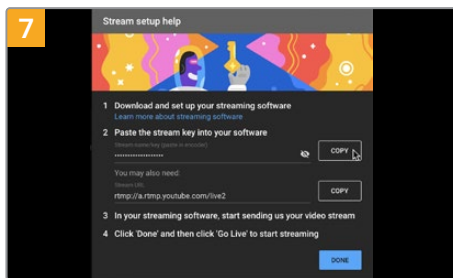 7
Stream setup help
1 Download and set up your streaming software
Learn more about streaming software
2 Paste the stream key into your software
Stream name/key (paste in encoder)
••••••••••••••••••••
COPY
You may also need:
Stream URL
rtmp://a.rtmp.youtube.com/live2
COPY
3 In your streaming software, start sending us your video stream
4 Click 'Done' and then click 'Go Live' to start streaming
DONE